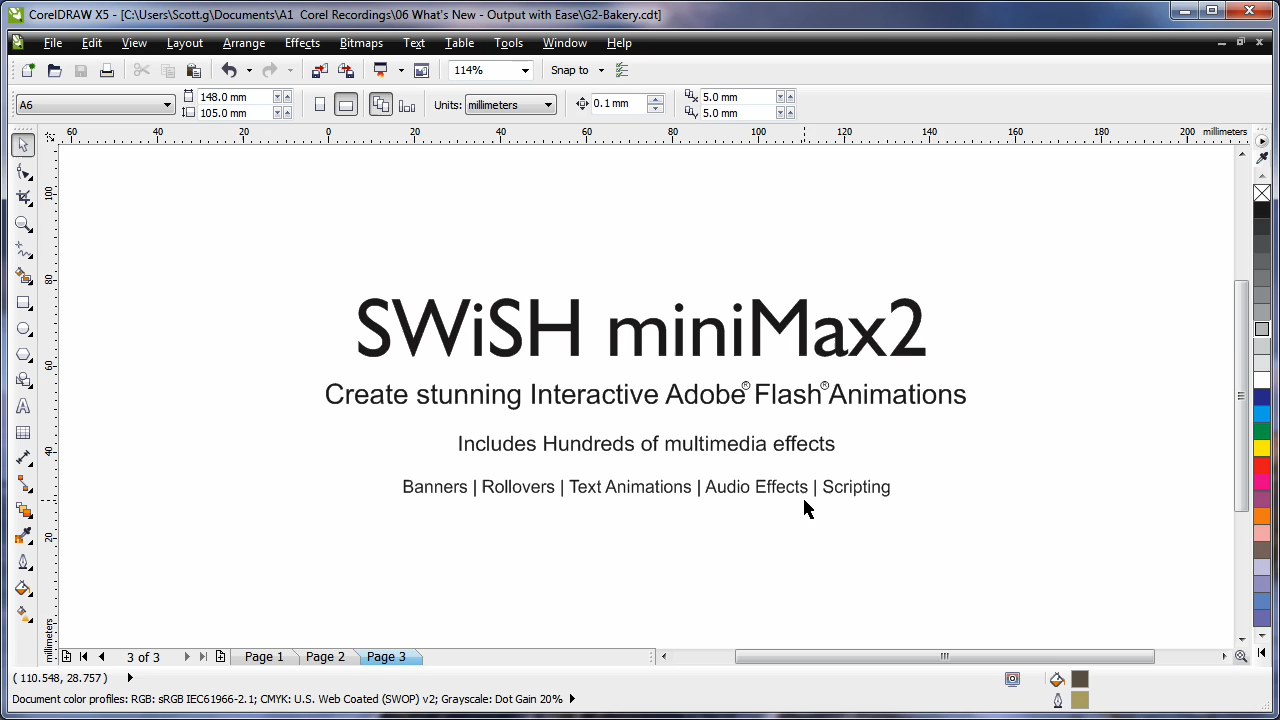 CorelDRAW X5 - [C:\Users\Scott.g\Documents\A1  Corel Recordings\06 What's New - Output with Ease\G2-Bakery.cdt]
File Edit View Layout Arrange Effects Bitmaps Text Table Tools Window Help
114% Snap to
A6 148.0 mm 105.0 mm Units: millimeters 0.1 mm 5.0 mm 5.0 mm
60 40 20 0 20 40 60 80 100 120 140 160 180 200 millimeters
100
80
60
40
20
millimeters
SWiSH miniMax2
Create stunning Interactive Adobe® Flash® Animations
Includes Hundreds of multimedia effects
Banners | Rollovers | Text Animations | Audio Effects | Scripting
3 of 3 Page 1 Page 2 Page 3
( 110.548, 28.757 )
Document color profiles: RGB: sRGB IEC61966-2.1; CMYK: U.S. Web Coated (SWOP) v2; Grayscale: Dot Gain 20%